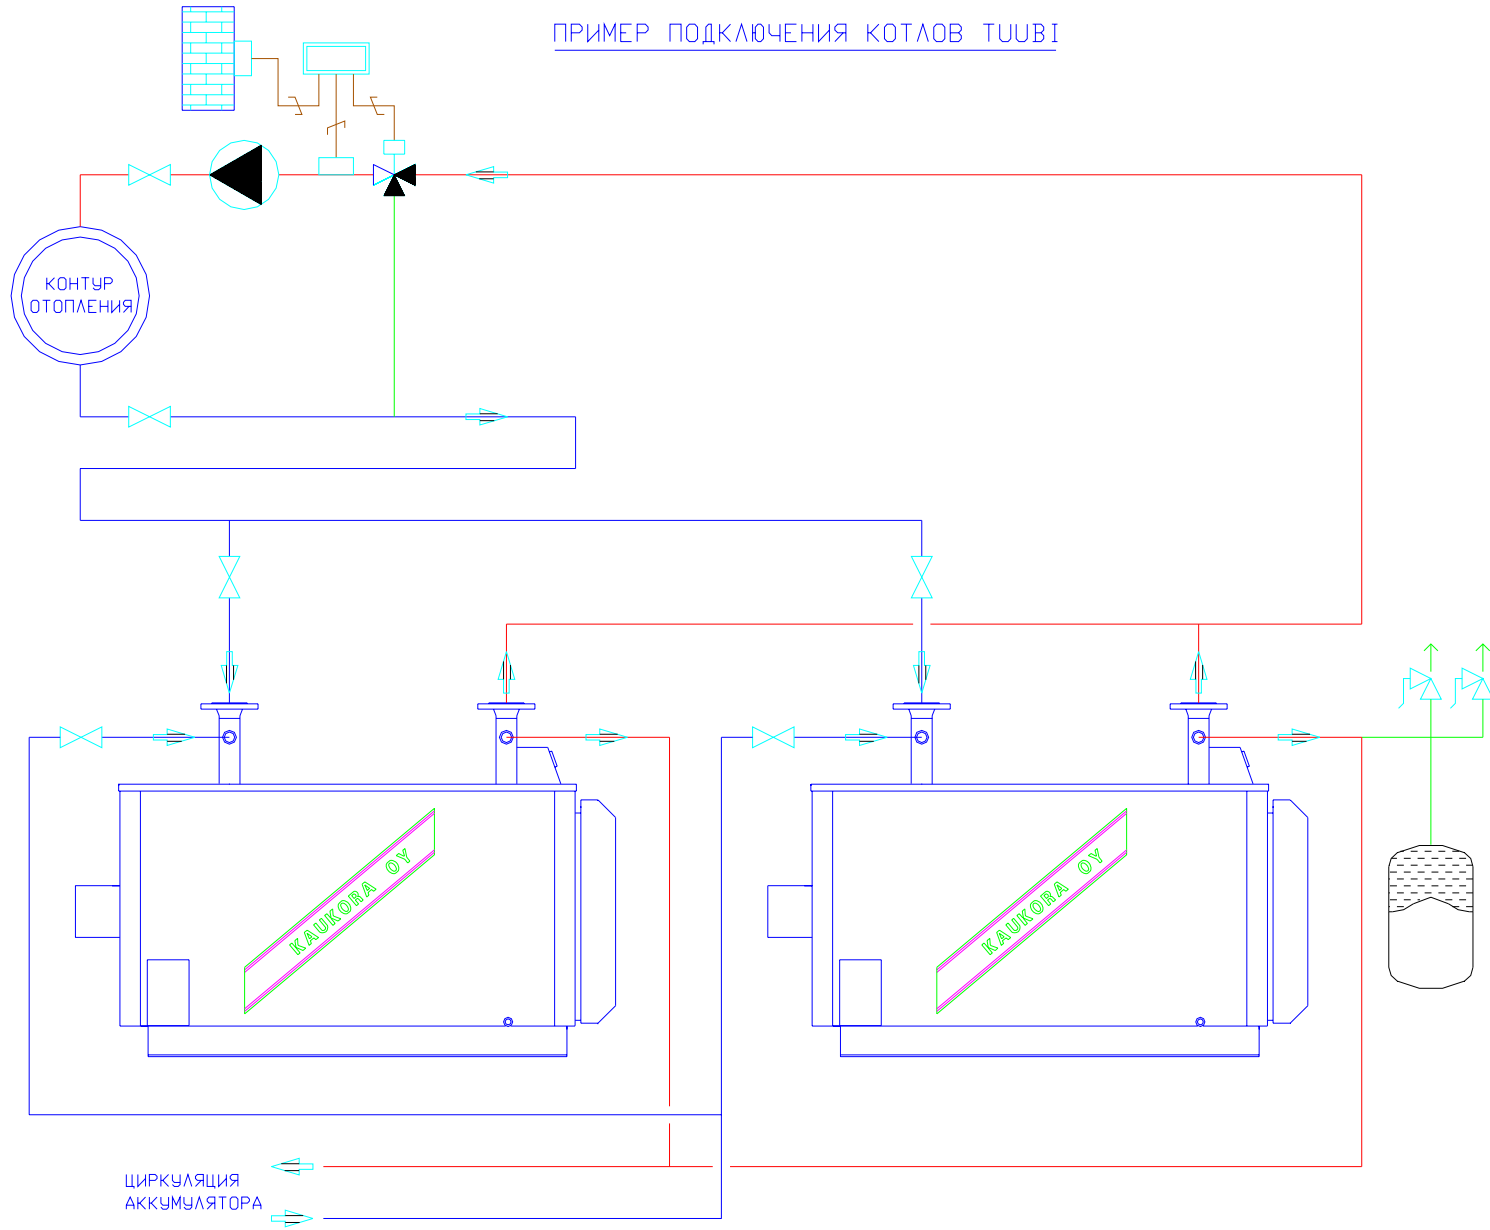 ПРИМЕР ПОДКЛЮЧЕНИЯ КОТЛОВ TUUBI
КОНТУР
ОТОПЛЕНИЯ
KAUKORA OY
KAUKORA OY
ЦИРКУЛЯЦИЯ
АККУМУЛЯТОРА